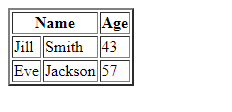 Name Age
Jill Smith 43
Eve Jackson 57